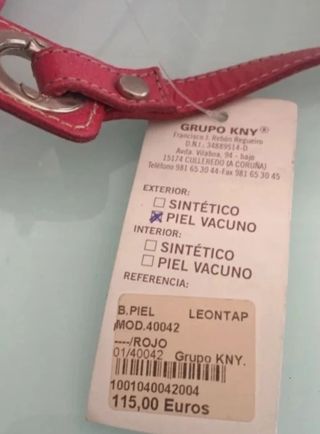 GRUPO KNY®
Francisco J. Rebón Regueiro
D.N.I.: 34889514-D
Avda. Vilaboa, 94 - bajo
15174 CULLEREDO (A CORUÑA)
Teléfono 981 65 30 44-Fax 981 65 30 45
EXTERIOR:
SINTÉTICO
PIEL VACUNO
INTERIOR:
SINTÉTICO
PIEL VACUNO
REFERENCIA:
B.PIEL LEONTAP
MOD.40042
----/ROJO
01/40042 Grupo KNY.
1001040042004
115,00 Euros